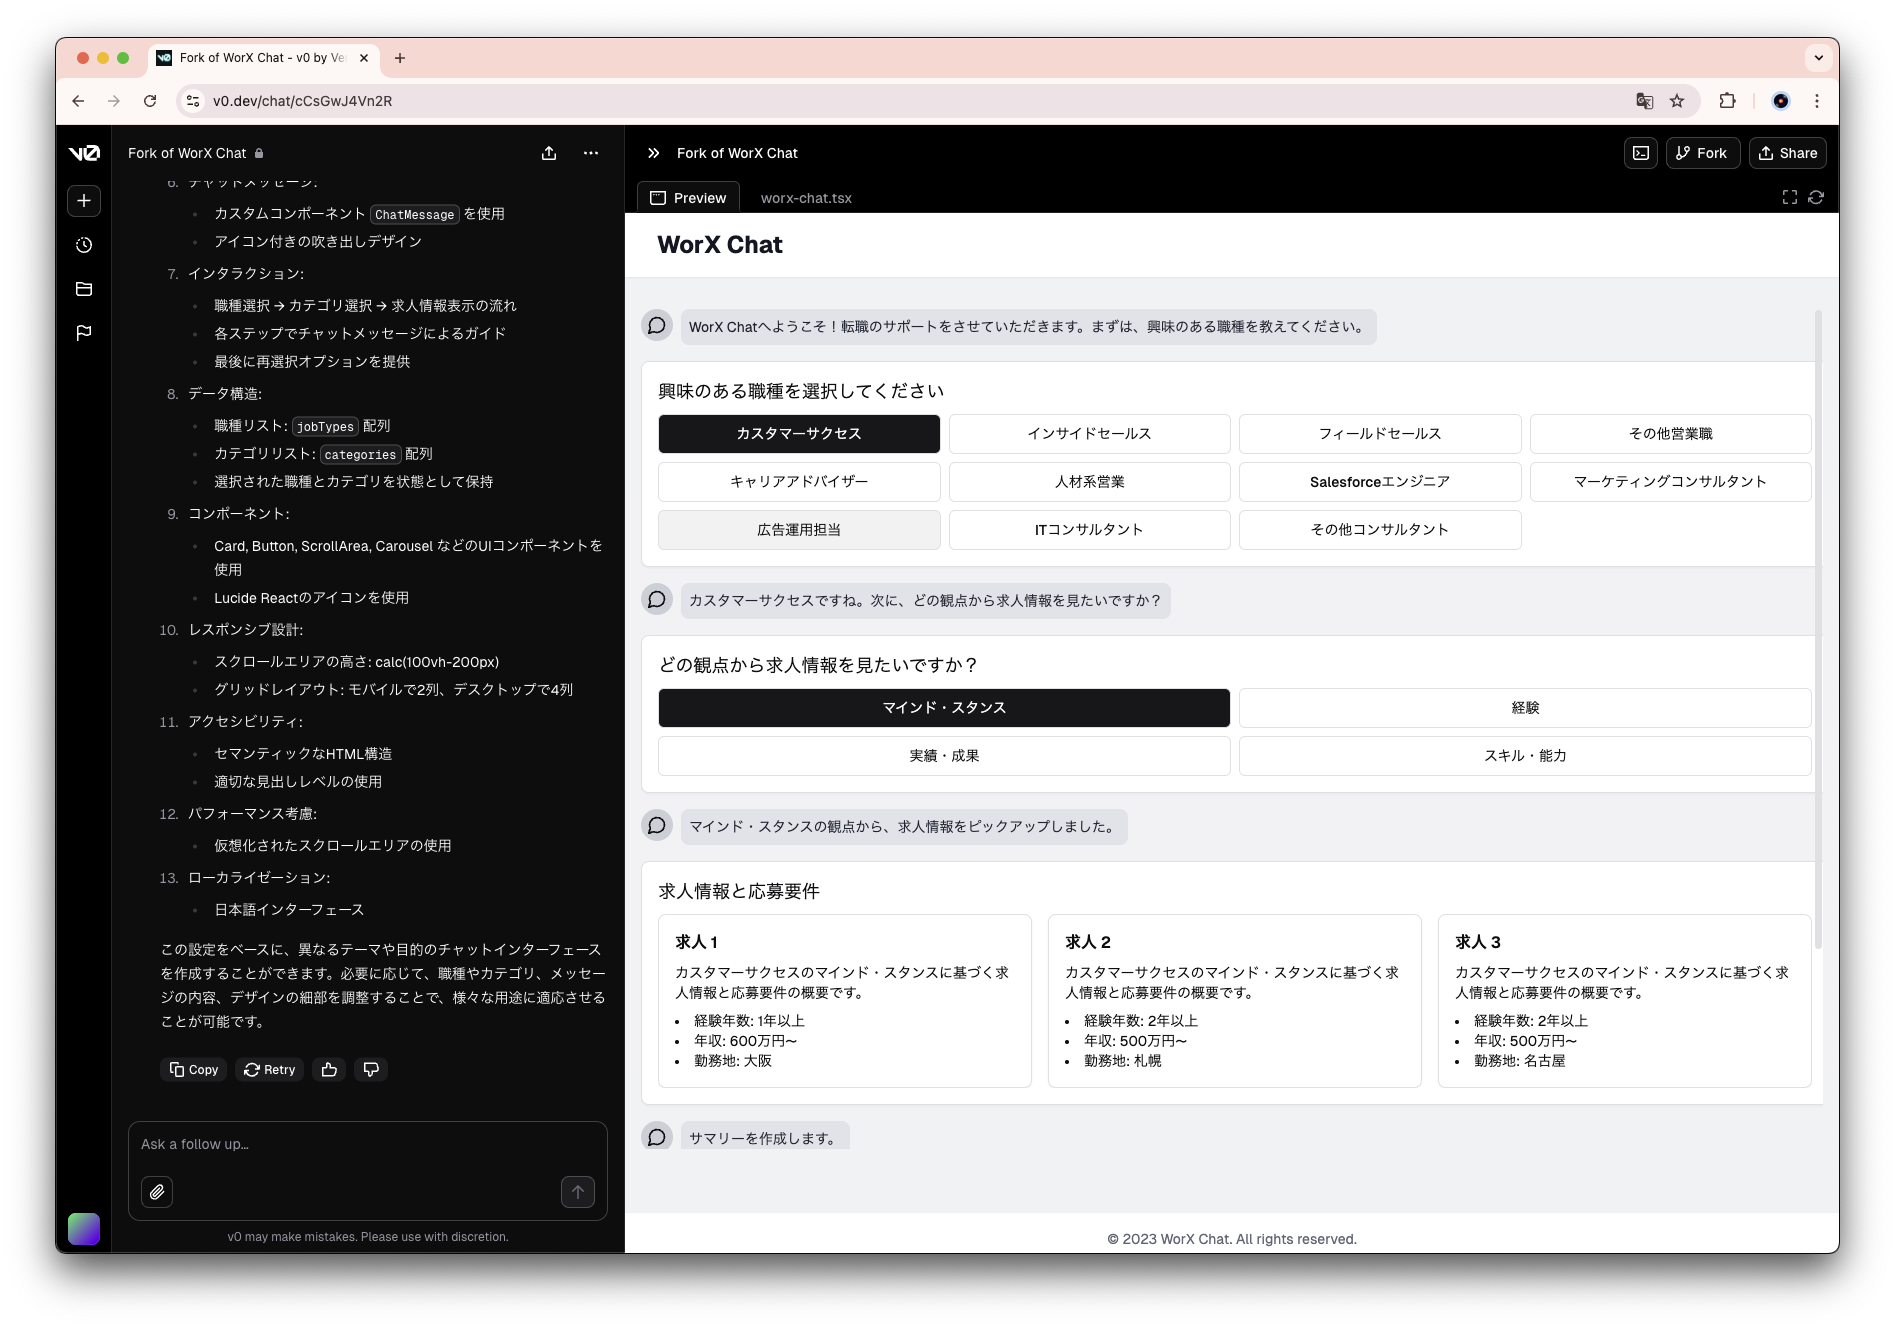 Fork of WorX Chat - v0 by Ve
v0.dev/chat/cCsGwJ4Vn2R
Fork of WorX Chat
6. チャットメッセージ:
カスタムコンポーネント ChatMessage を使用
アイコン付きの吹き出しデザイン
7. インタラクション:
職種選択 → カテゴリ選択 → 求人情報表示の流れ
各ステップでチャットメッセージによるガイド
最後に再選択オプションを提供
8. データ構造:
職種リスト: jobTypes 配列
カテゴリリスト: categories 配列
選択された職種とカテゴリを状態として保持
9. コンポーネント:
Card, Button, ScrollArea, Carousel などのUIコンポーネントを
使用
Lucide Reactのアイコンを使用
10. レスポンシブ設計:
スクロールエリアの高さ: calc(100vh-200px)
グリッドレイアウト: モバイルで2列、デスクトップで4列
11. アクセシビリティ:
セマンティックなHTML構造
適切な見出しレベルの使用
12. パフォーマンス考慮:
仮想化されたスクロールエリアの使用
13. ローカライゼーション:
日本語インターフェース
この設定をベースに、異なるテーマや目的のチャットインターフェース
を作成することができます。必要に応じて、職種やカテゴリ、メッセー
ジの内容、デザインの細部を調整することで、様々な用途に適応させる
ことが可能です。
Copy
Retry
Ask a follow up…
v0 may make mistakes. Please use with discretion.
Fork of WorX Chat
Fork
Share
Preview
worx-chat.tsx
WorX Chat
WorX Chatへようこそ！転職のサポートをさせていただきます。まずは、興味のある職種を教えてください。
興味のある職種を選択してください
カスタマーサクセス
インサイドセールス
フィールドセールス
その他営業職
キャリアアドバイザー
人材系営業
Salesforceエンジニア
マーケティングコンサルタント
広告運用担当
ITコンサルタント
その他コンサルタント
カスタマーサクセスですね。次に、どの観点から求人情報を見たいですか？
どの観点から求人情報を見たいですか？
マインド・スタンス
経験
実績・成果
スキル・能力
マインド・スタンスの観点から、求人情報をピックアップしました。
求人情報と応募要件
求人 1
カスタマーサクセスのマインド・スタンスに基づく求
人情報と応募要件の概要です。
経験年数: 1年以上
年収: 600万円〜
勤務地: 大阪
求人 2
カスタマーサクセスのマインド・スタンスに基づく求
人情報と応募要件の概要です。
経験年数: 2年以上
年収: 500万円〜
勤務地: 札幌
求人 3
カスタマーサクセスのマインド・スタンスに基づく求
人情報と応募要件の概要です。
経験年数: 2年以上
年収: 500万円〜
勤務地: 名古屋
サマリーを作成します。
© 2023 WorX Chat. All rights reserved.